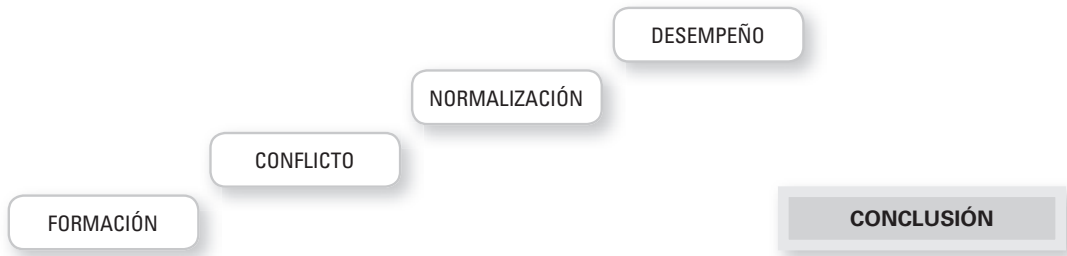 DESEMPEÑO
NORMALIZACIÓN
CONFLICTO
FORMACIÓN
CONCLUSIÓN